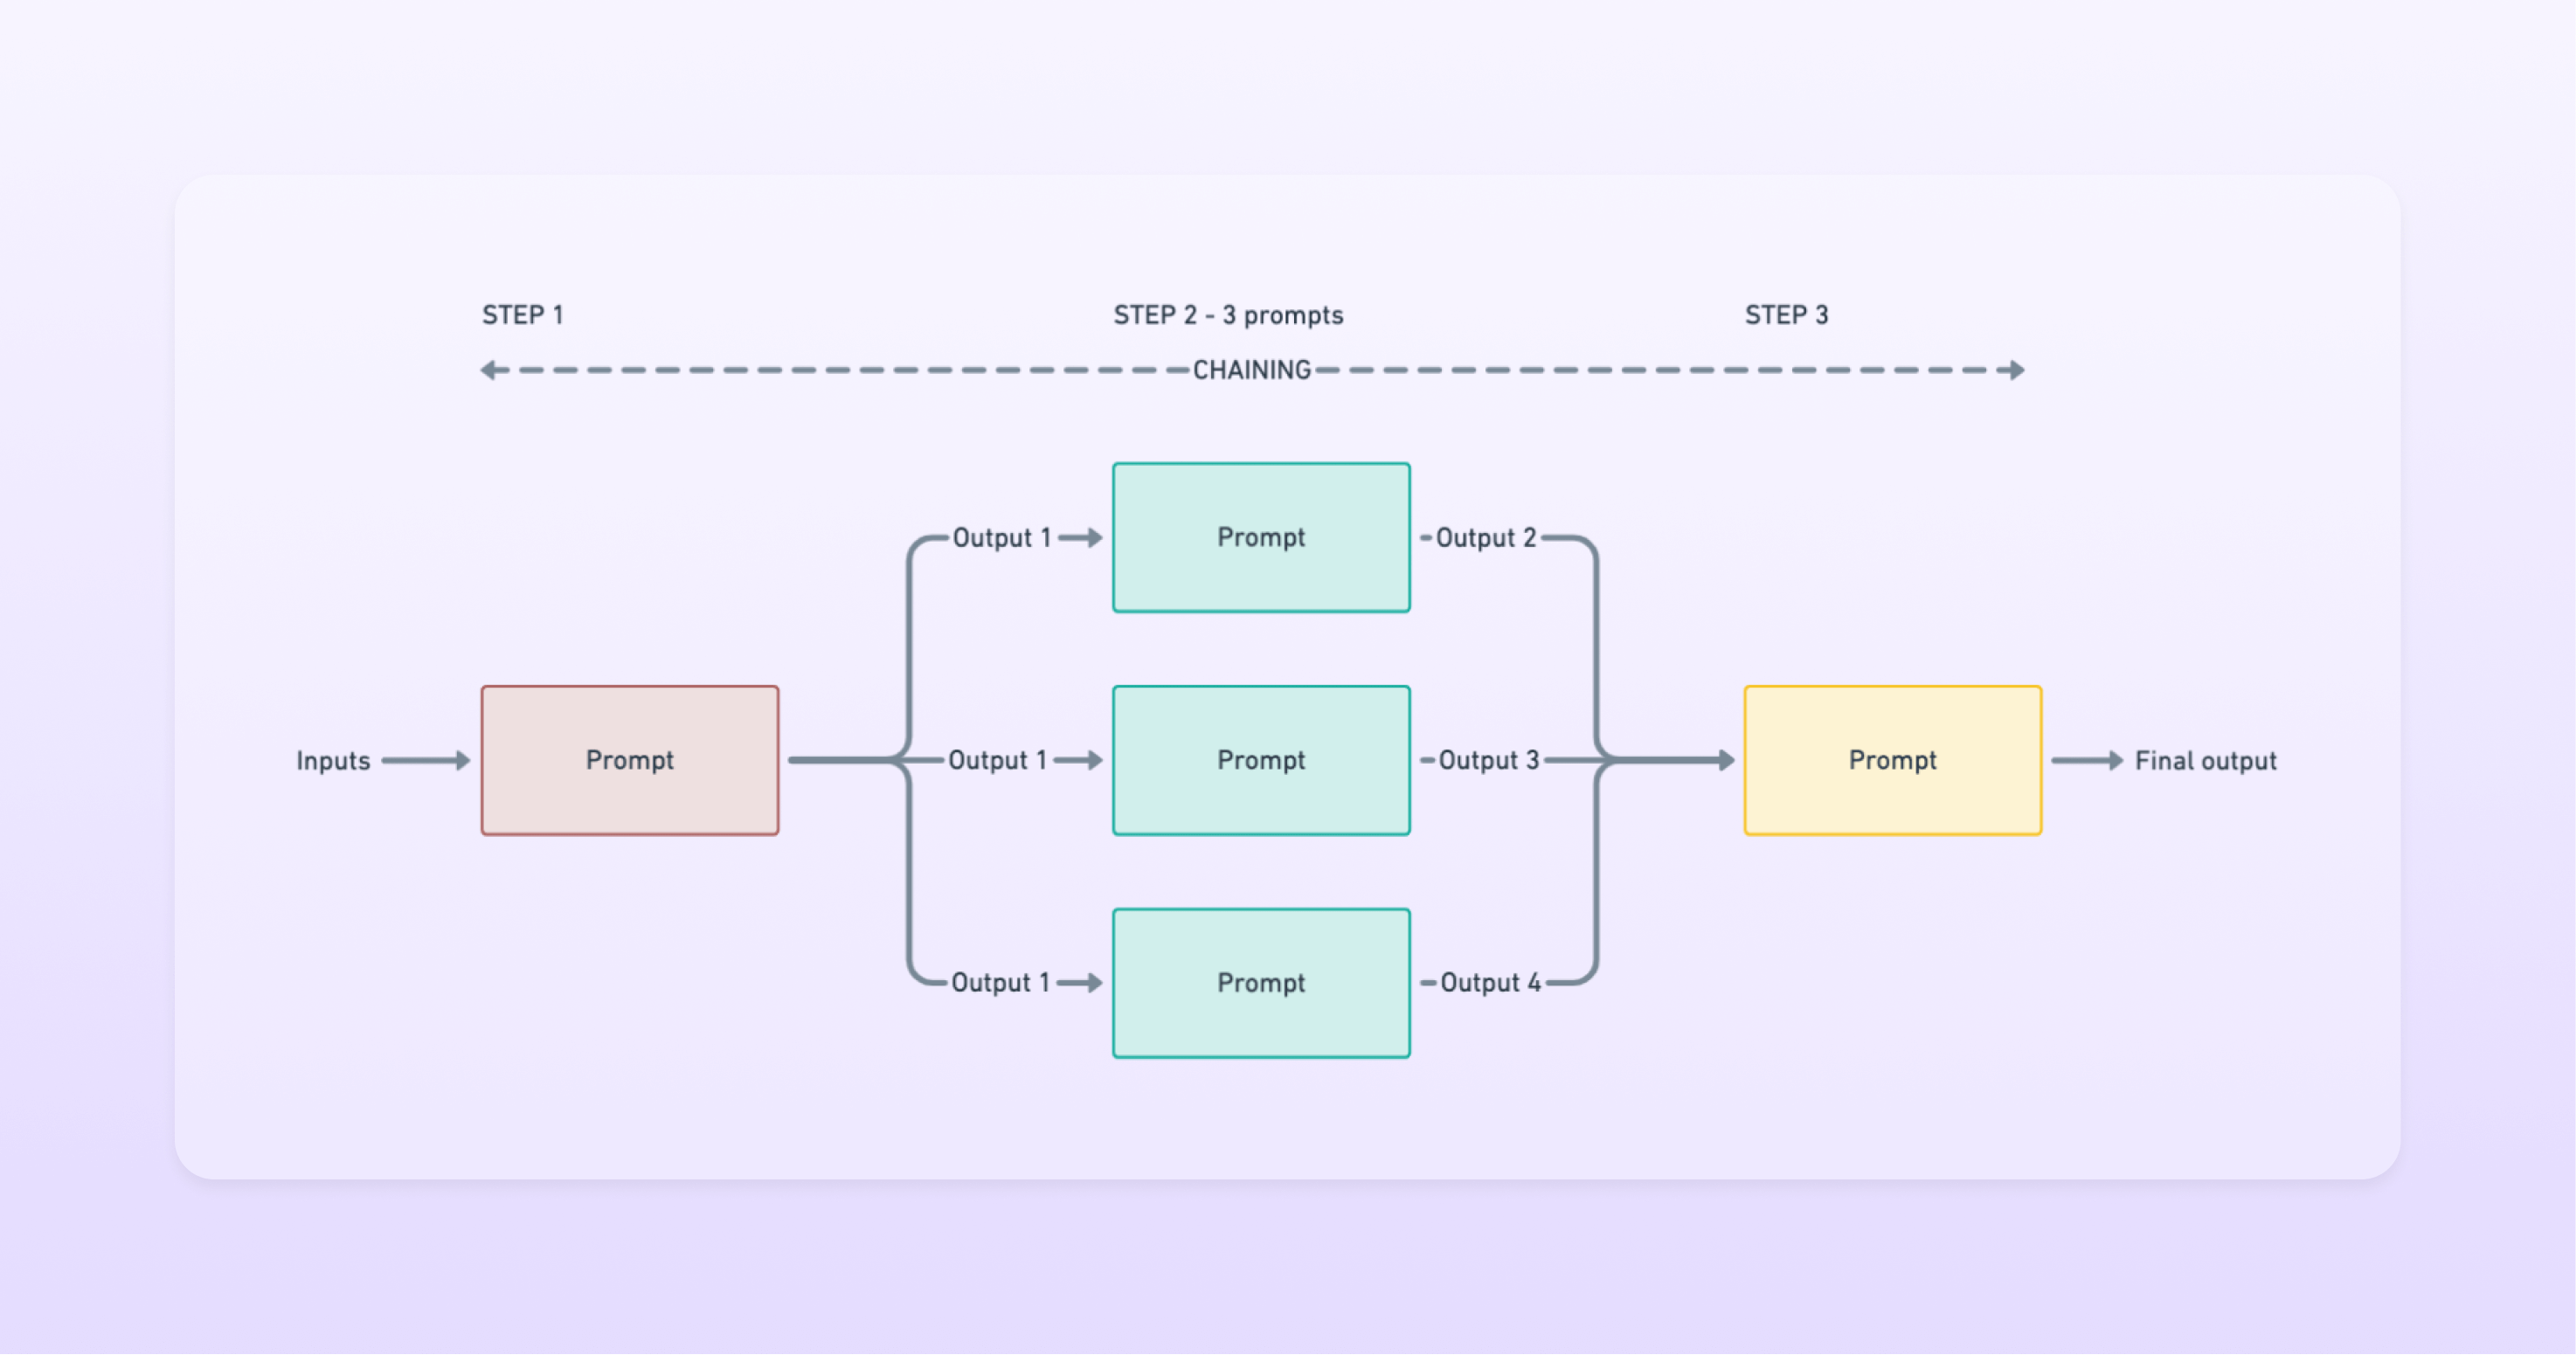 STEP 1
STEP 2 - 3 prompts
STEP 3
CHAINING
Output 1
Prompt
Output 2
Inputs
Prompt
Output 1
Prompt
Output 3
Prompt
Final output
Output 1
Prompt
Output 4